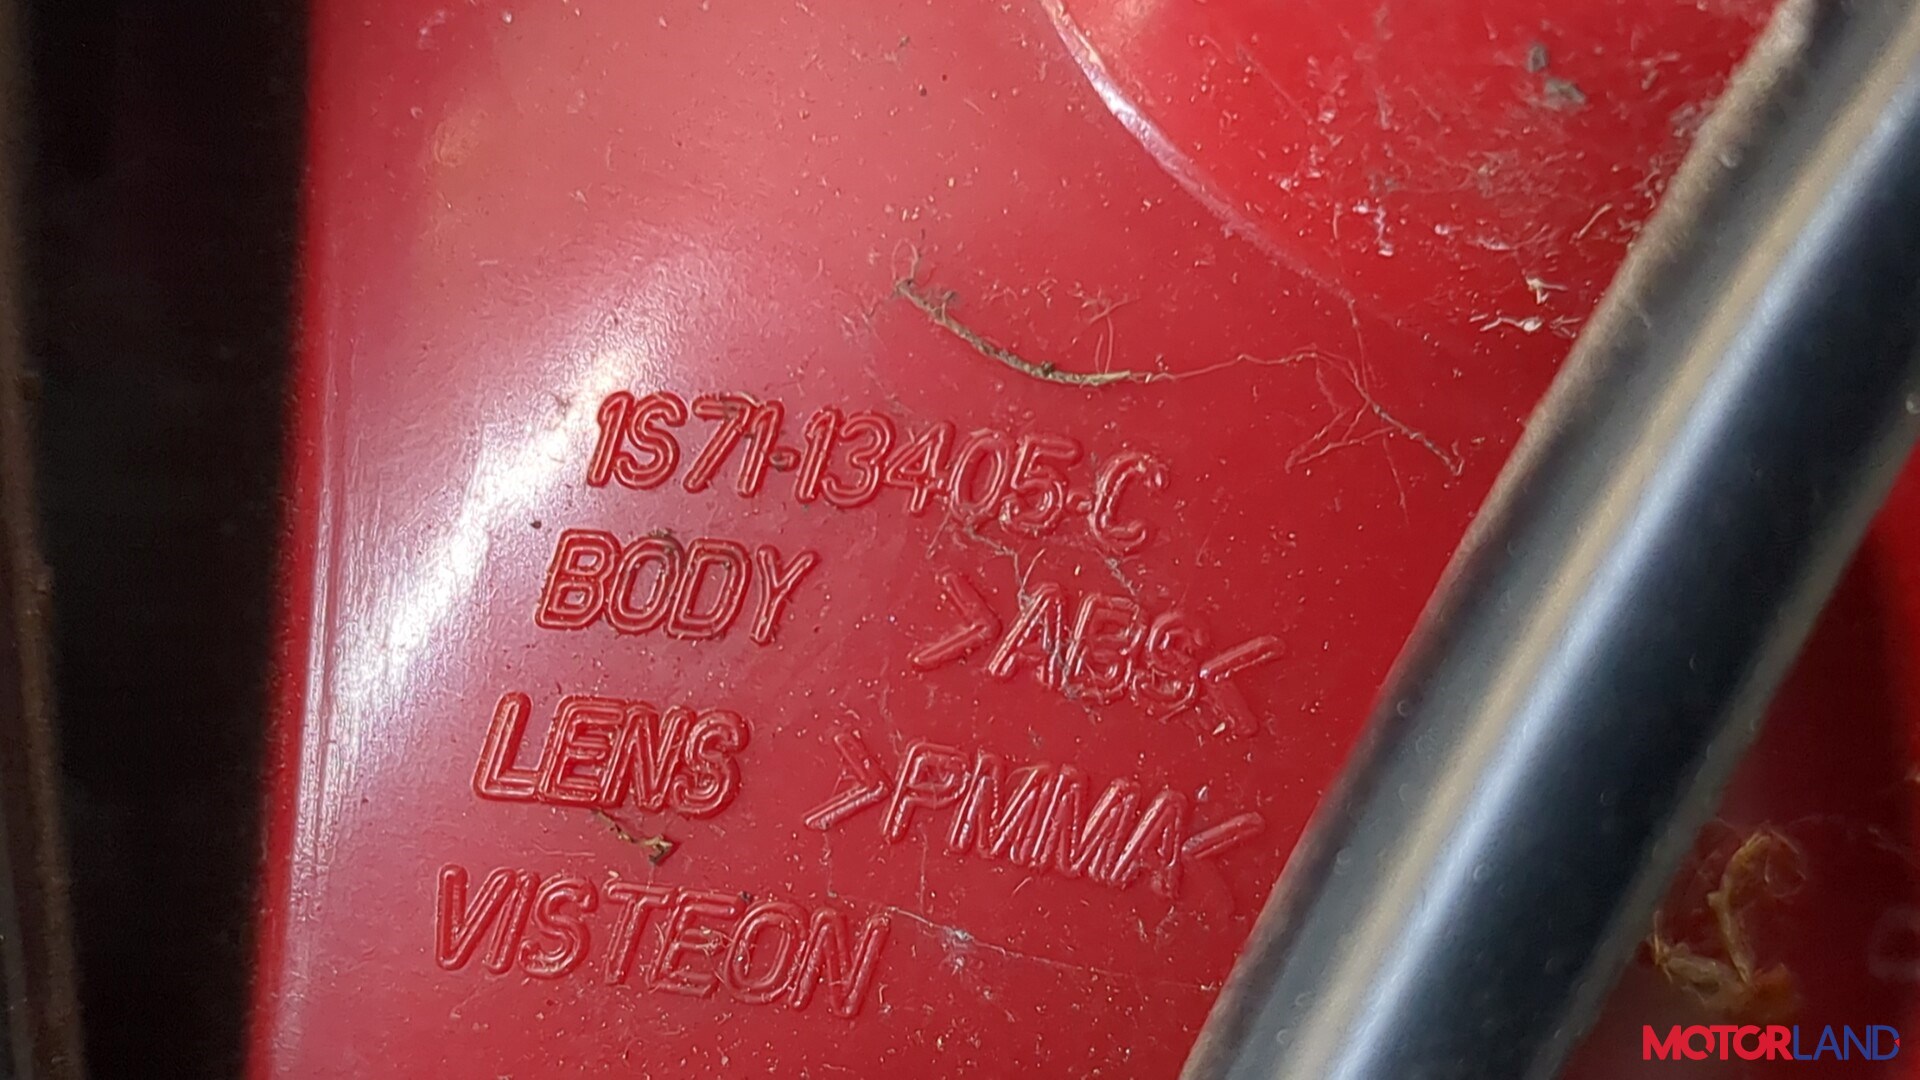 1S71-13405-C
BODY >ABS<
LENS >PMMA<
VISTEON
MOTORLAND